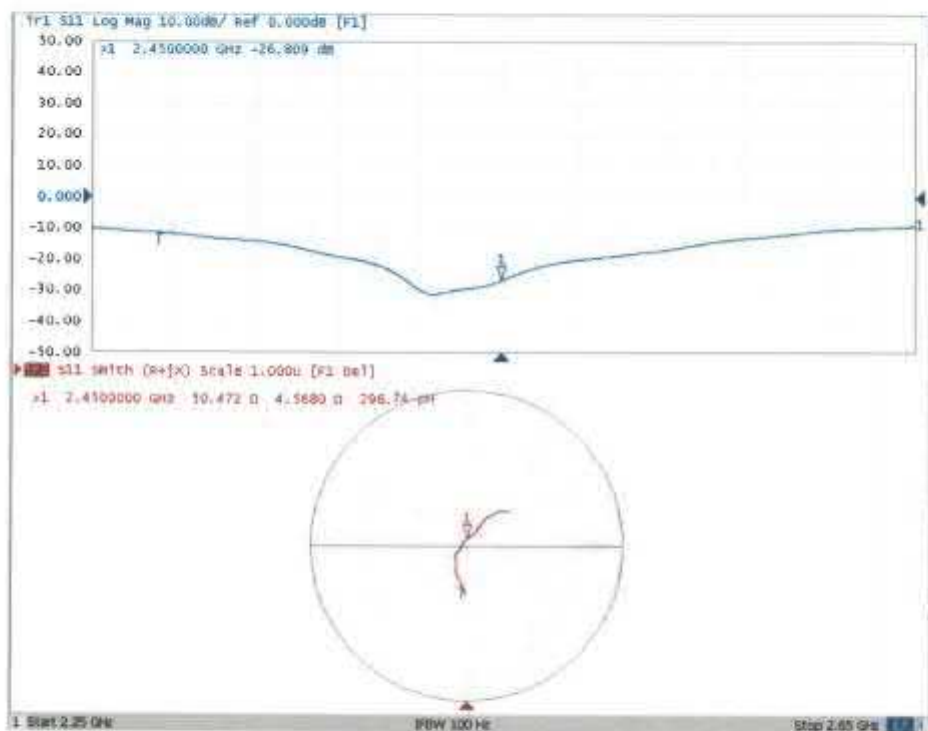 Tr1 S11 Log Mag 10.00dB/ Ref 0.000dB [F1]
50.00
>1 2.4500000 GHz -26.809 dB
40.00
30.00
20.00
10.00
0.000
-10.00
-20.00
-30.00
-40.00
-50.00
1
1
S11 Smith (R+jX) Scale 1.000U [F1 Del]
>1 2.4500000 GHz 50.472 Ω 4.5680 Ω 296.74 pH
1
1 Start 2.25 GHz IFBW 100 Hz Stop 2.65 GHz